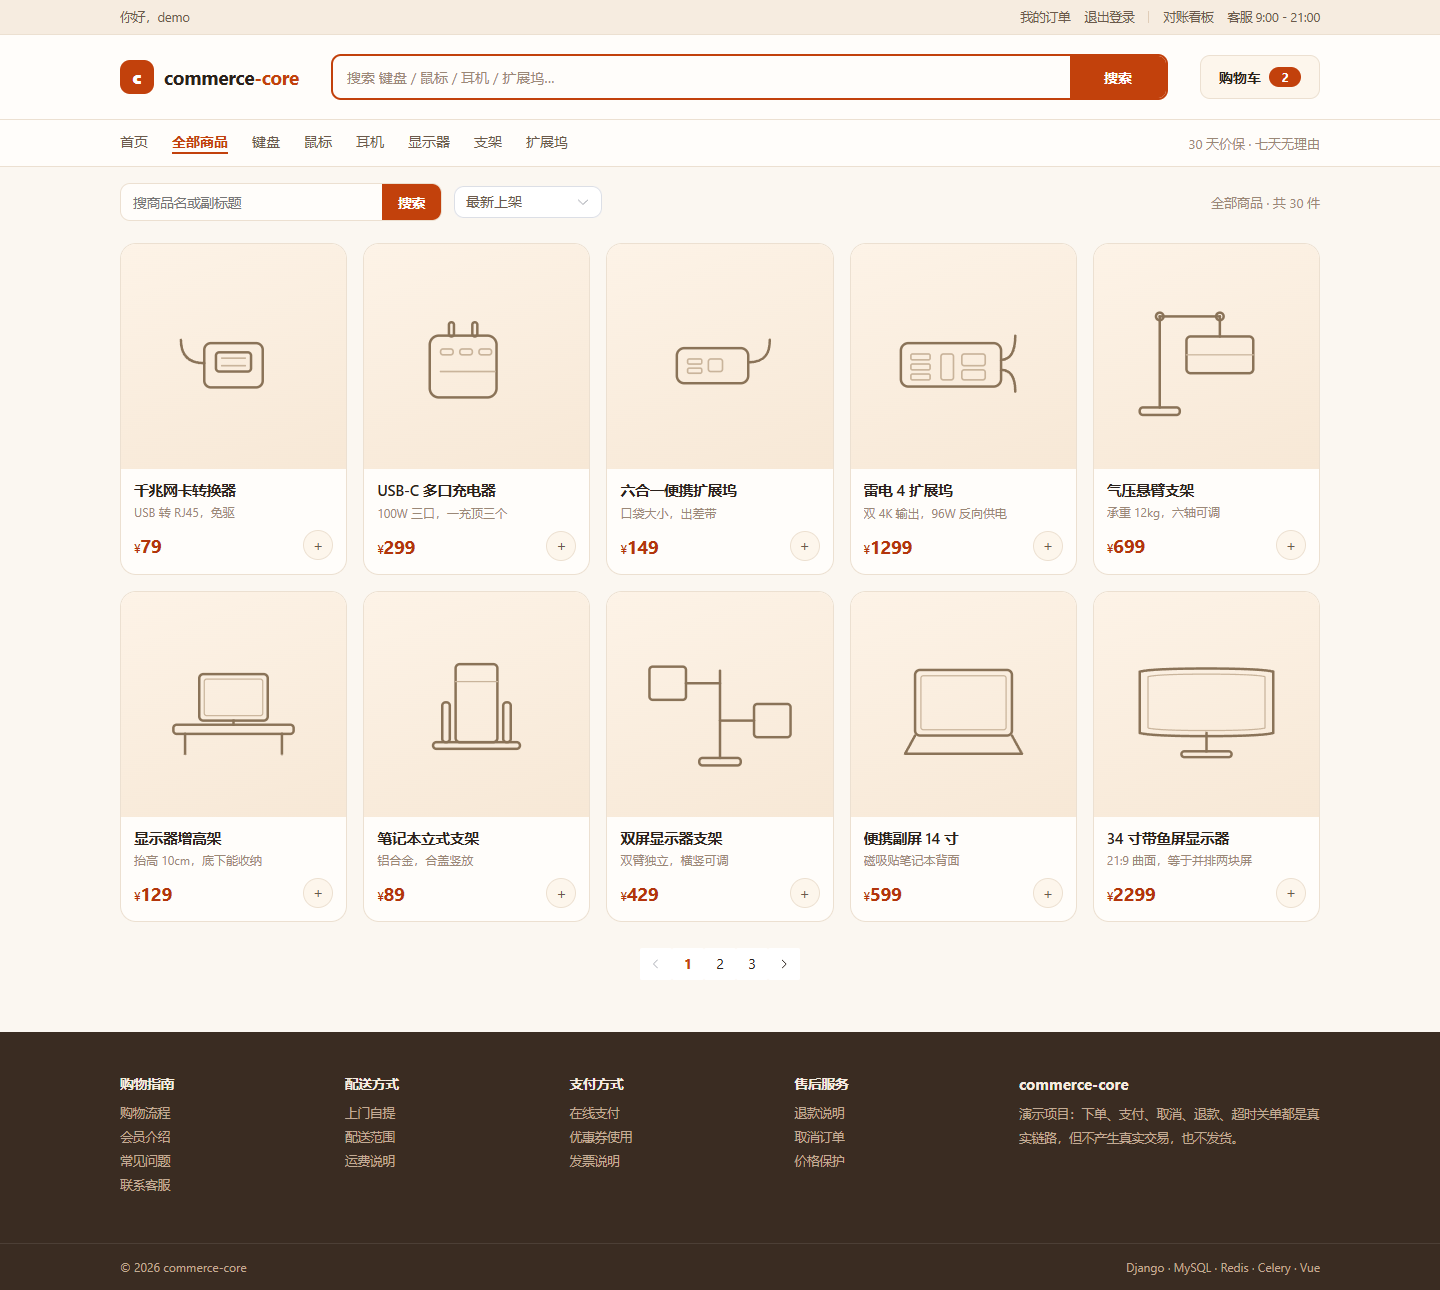 你好，demo
我的订单 退出登录 对账看板 客服 9:00 - 21:00
c commerce-core
搜索 键盘 / 鼠标 / 耳机 / 扩展坞...
搜索
购物车 2
首页 全部商品 键盘 鼠标 耳机 显示器 支架 扩展坞
30 天价保 · 七天无理由
搜商品名或副标题
搜索
最新上架
全部商品 · 共 30 件
千兆网卡转换器
USB 转 RJ45，免驱
¥79
+
USB-C 多口充电器
100W 三口，一充顶三个
¥299
+
六合一便携扩展坞
口袋大小，出差带
¥149
+
雷电 4 扩展坞
双 4K 输出，96W 反向供电
¥1299
+
气压悬臂支架
承重 12kg，六轴可调
¥699
+
显示器增高架
抬高 10cm，底下能收纳
¥129
+
笔记本立式支架
铝合金，合盖竖放
¥89
+
双屏显示器支架
双臂独立，横竖可调
¥429
+
便携副屏 14 寸
磁吸贴笔记本背面
¥599
+
34 寸带鱼屏显示器
21:9 曲面，等于并排两块屏
¥2299
+
1 2 3
购物指南
购物流程
会员介绍
常见问题
联系客服
配送方式
上门自提
配送范围
运费说明
支付方式
在线支付
优惠券使用
发票说明
售后服务
退款说明
取消订单
价格保护
commerce-core
演示项目：下单、支付、取消、退款、超时关单都是真
实链路，但不产生真实交易，也不发货。
© 2026 commerce-core
Django · MySQL · Redis · Celery · Vue